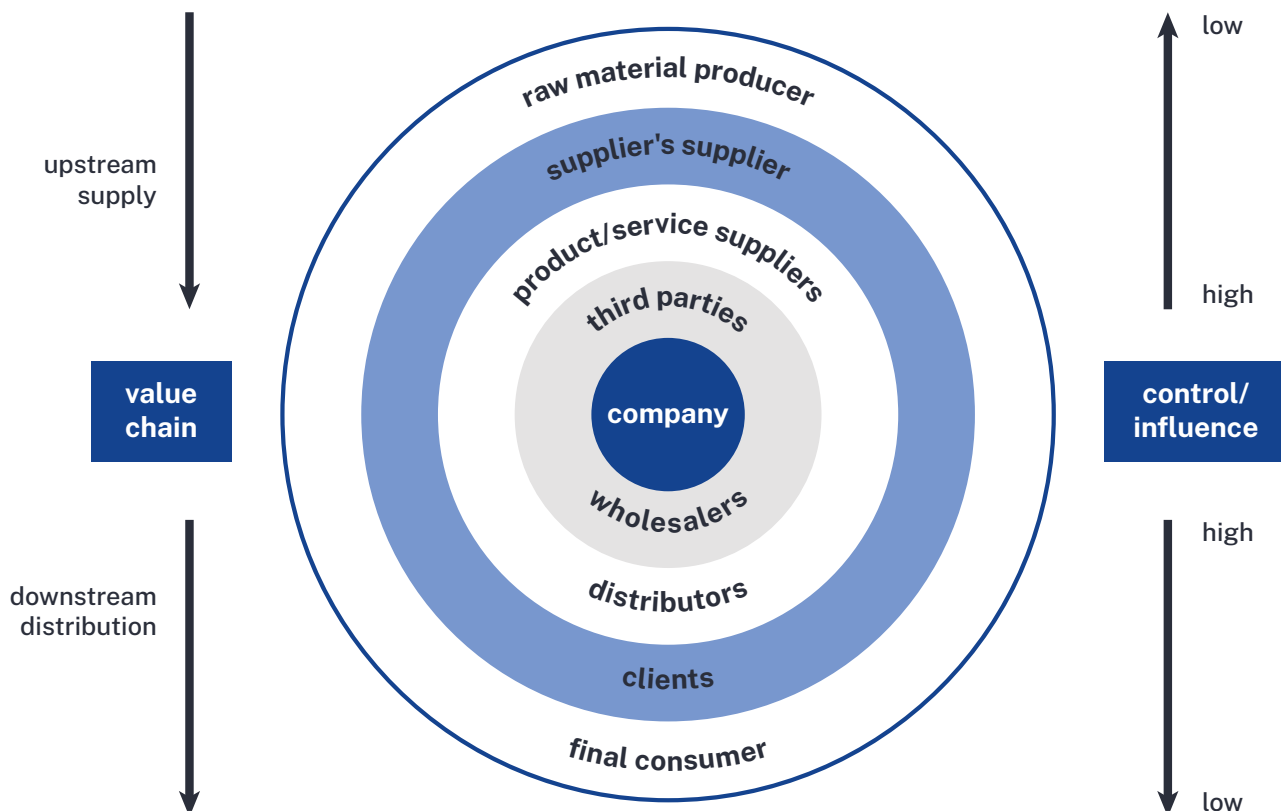 low
raw material producer
supplier's supplier
upstream
supply
product/service suppliers
third parties
high
value
chain
company
control/
influence
wholesalers
high
downstream
distribution
distributors
clients
final consumer
low